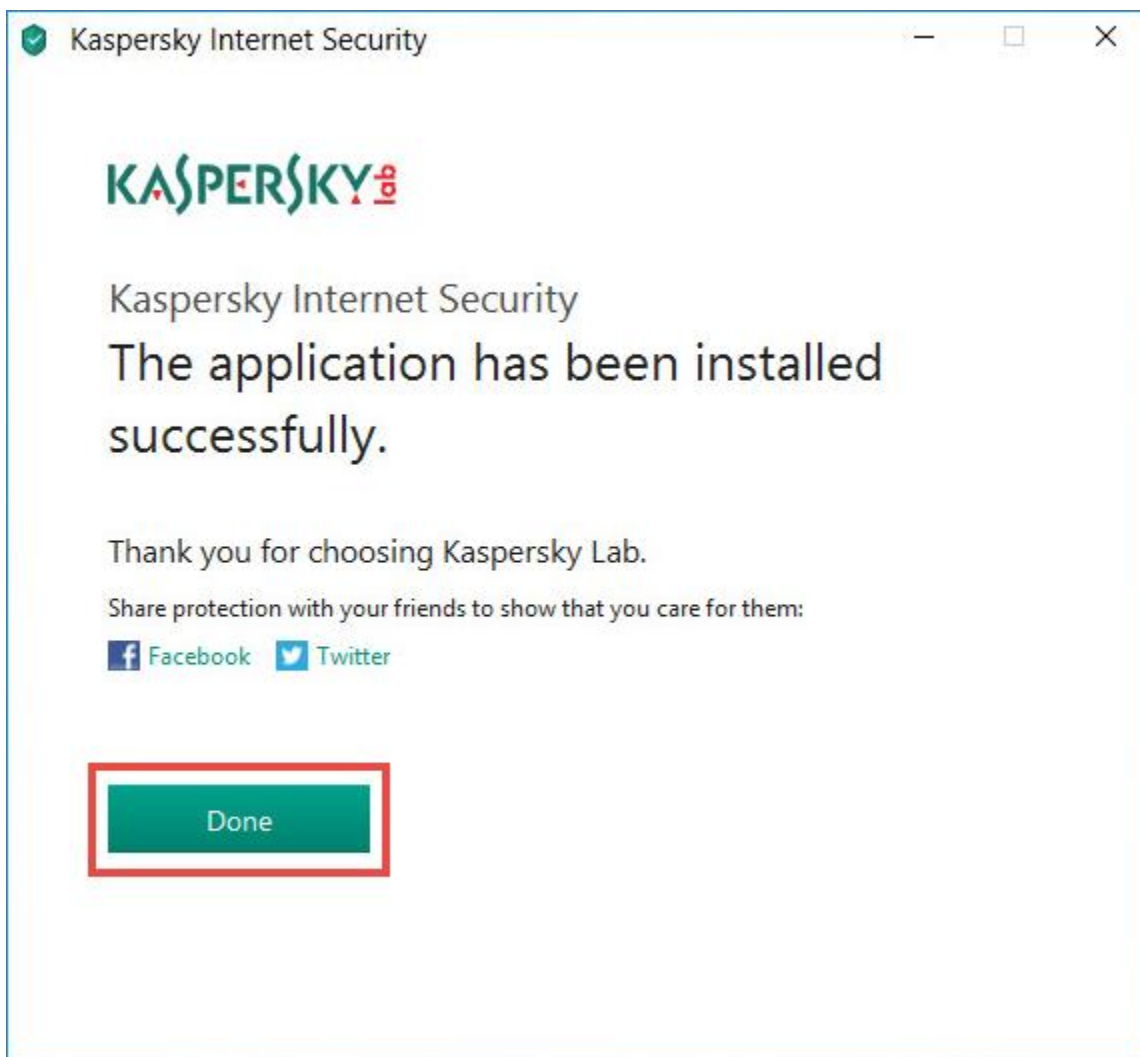 Kaspersky Internet Security
KASPERSKY lab
Kaspersky Internet Security
The application has been installed
successfully.
Thank you for choosing Kaspersky Lab.
Share protection with your friends to show that you care for them:
Facebook Twitter
Done